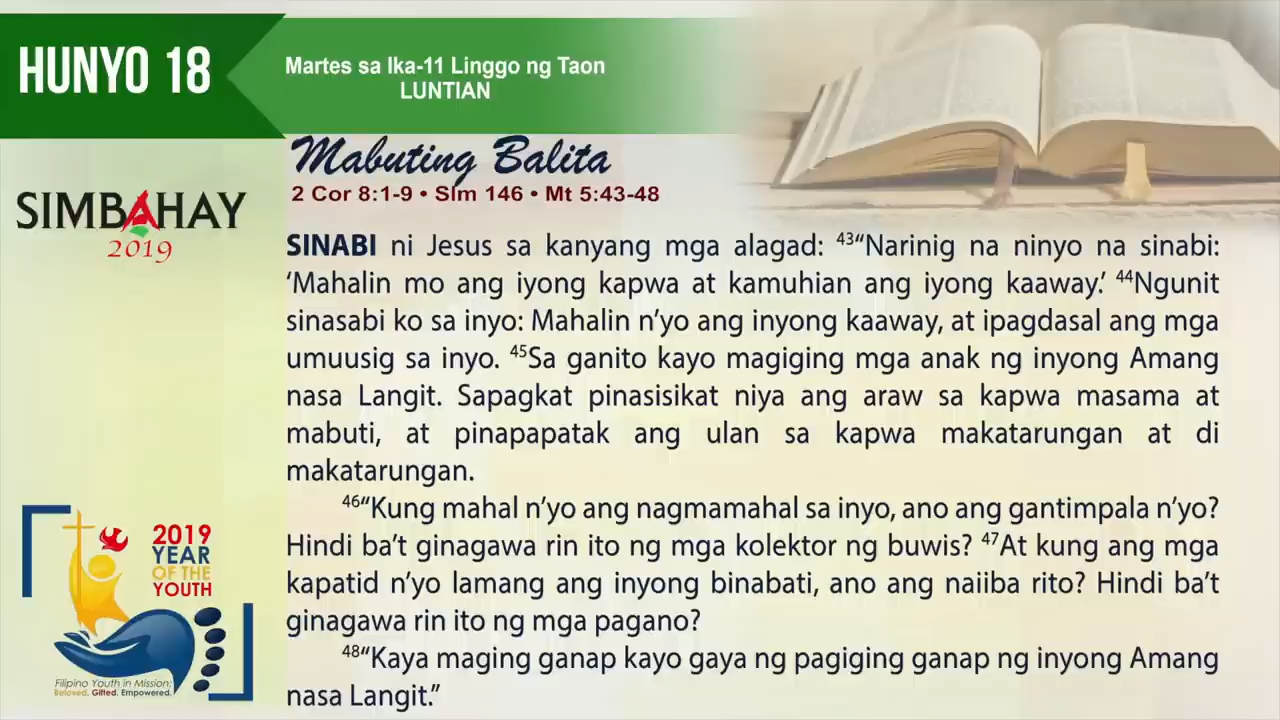 HUNYO 18
Martes sa Ika-11 Linggo ng Taon
LUNTIAN
Mabuting Balita
2 Cor 8:1-9 • Slm 146 • Mt 5:43-48
SIMBAHAY
2019
SINABI ni Jesus sa kanyang mga alagad: 43“Narinig na ninyo na sinabi:
‘Mahalin mo ang iyong kapwa at kamuhian ang iyong kaaway.’ 44Ngunit
sinasabi ko sa inyo: Mahalin n’yo ang inyong kaaway, at ipagdasal ang mga
umuusig sa inyo. 45Sa ganito kayo magiging mga anak ng inyong Amang
nasa Langit. Sapagkat pinasisikat niya ang araw sa kapwa masama at
mabuti, at pinapapatak ang ulan sa kapwa makatarungan at di
makatarungan.
46“Kung mahal n’yo ang nagmamahal sa inyo, ano ang gantimpala n’yo?
Hindi ba’t ginagawa rin ito ng mga kolektor ng buwis? 47At kung ang mga
kapatid n’yo lamang ang inyong binabati, ano ang naiiba rito? Hindi ba’t
ginagawa rin ito ng mga pagano?
48“Kaya maging ganap kayo gaya ng pagiging ganap ng inyong Amang
nasa Langit.”
2019
YEAR
OF THE
YOUTH
Filipino Youth in Mission:
Beloved. Gifted. Empowered.